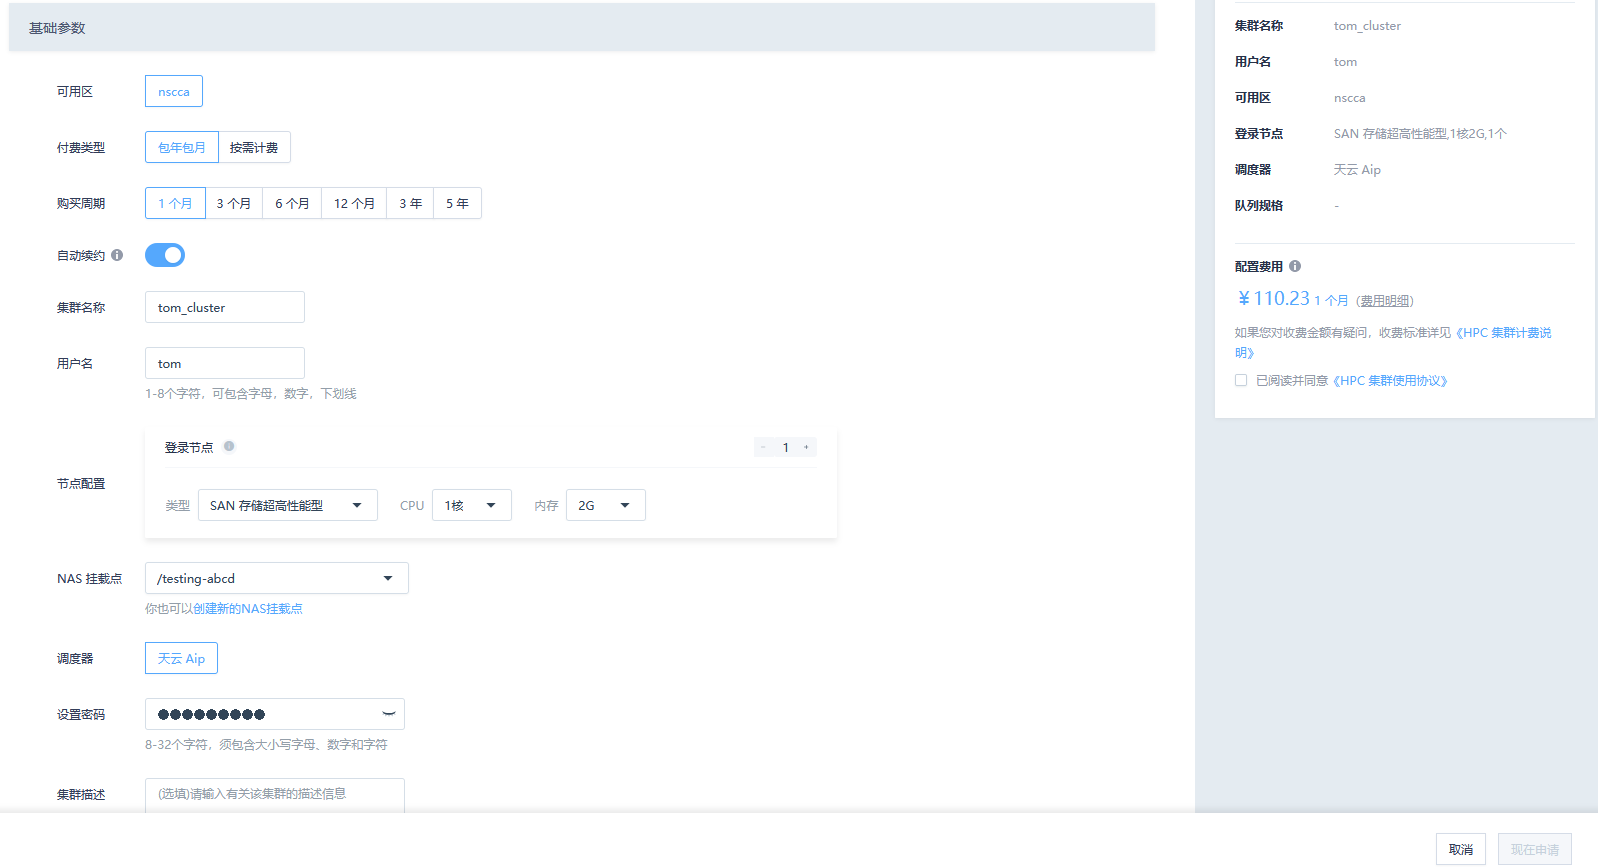 基础参数
可用区
nscca
付费类型
包年包月 按需计费
购买周期
1 个月 3 个月 6 个月 12 个月 3 年 5 年
自动续约
集群名称
tom_cluster
用户名
tom
1-8个字符，可包含字母，数字，下划线
节点配置
登录节点
- 1 +
类型 SAN 存储超高性能型 CPU 1核 内存 2G
NAS 挂载点
/testing-abcd
你也可以创建新的NAS挂载点
调度器
天云 Aip
设置密码
8-32个字符，须包含大小写字母、数字和字符
集群描述
(选填)请输入有关该集群的描述信息
集群名称 tom_cluster
用户名 tom
可用区 nscca
登录节点 SAN 存储超高性能型,1核2G,1个
调度器 天云 Aip
队列规格 -
配置费用
¥110.23 1 个月（费用明细）
如果您对收费金额有疑问，收费标准详见《HPC 集群计费说
明》
已阅读并同意《HPC 集群使用协议》
取消 现在申请